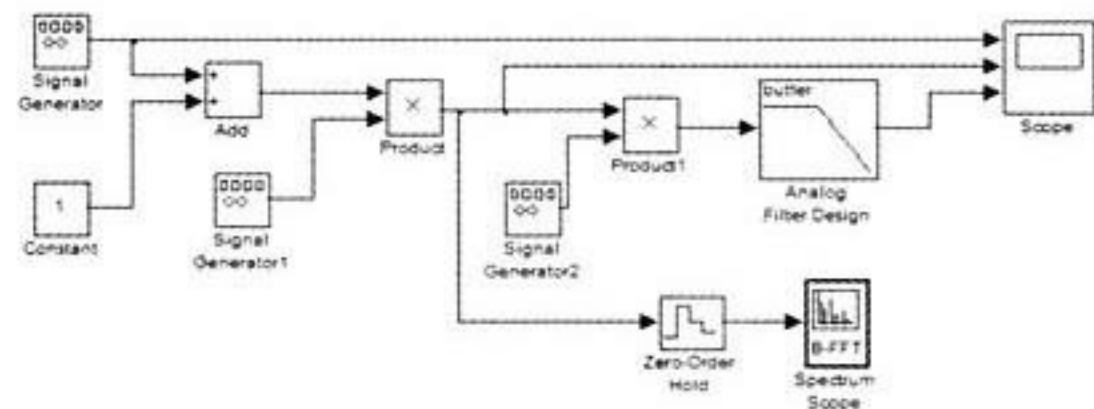 Signal
Generator
+
+
Add
×
Product
butter
Scope
×
Product1
Analog
Filter Design
1
Constant
Signal
Generator1
Signal
Generator2
Zero-Order
Hold
B-FFT
Spectrum
Scope